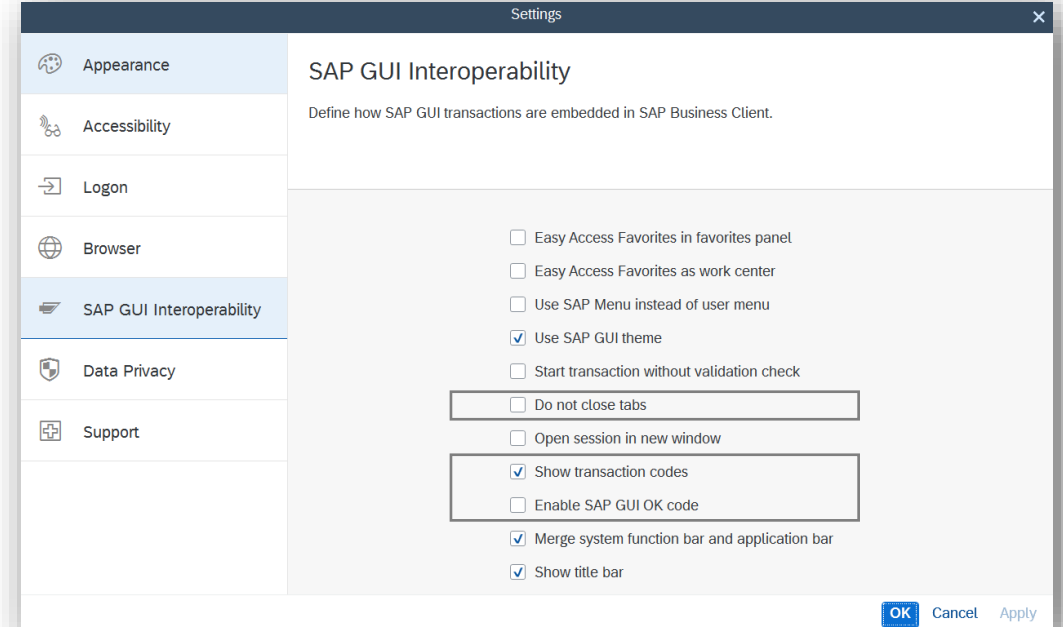 Settings
Appearance
Accessibility
Logon
Browser
SAP GUI Interoperability
Data Privacy
Support
SAP GUI Interoperability
Define how SAP GUI transactions are embedded in SAP Business Client.
Easy Access Favorites in favorites panel
Easy Access Favorites as work center
Use SAP Menu instead of user menu
Use SAP GUI theme
Start transaction without validation check
Do not close tabs
Open session in new window
Show transaction codes
Enable SAP GUI OK code
Merge system function bar and application bar
Show title bar
OK Cancel Apply